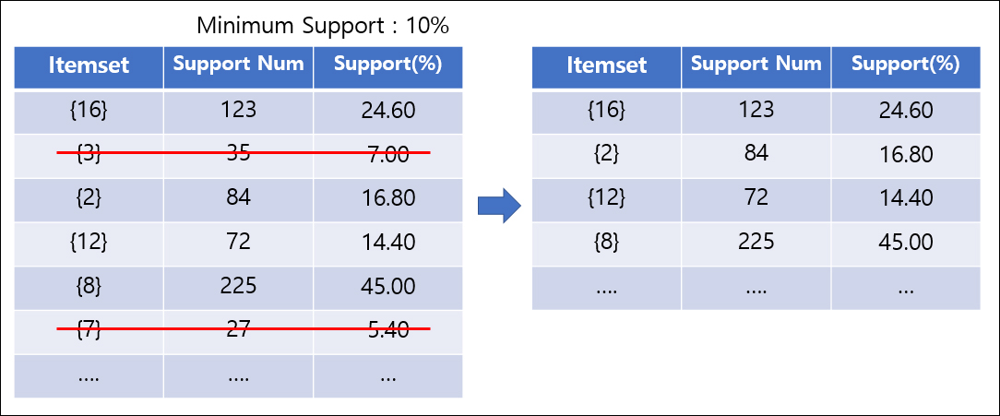 Minimum Support : 10%
Itemset Support Num Support(%)
{16} 123 24.60
{3} 35 7.00
{2} 84 16.80
{12} 72 14.40
{8} 225 45.00
{7} 27 5.40
…. …. …
Itemset Support Num Support(%)
{16} 123 24.60
{2} 84 16.80
{12} 72 14.40
{8} 225 45.00
…. …. …